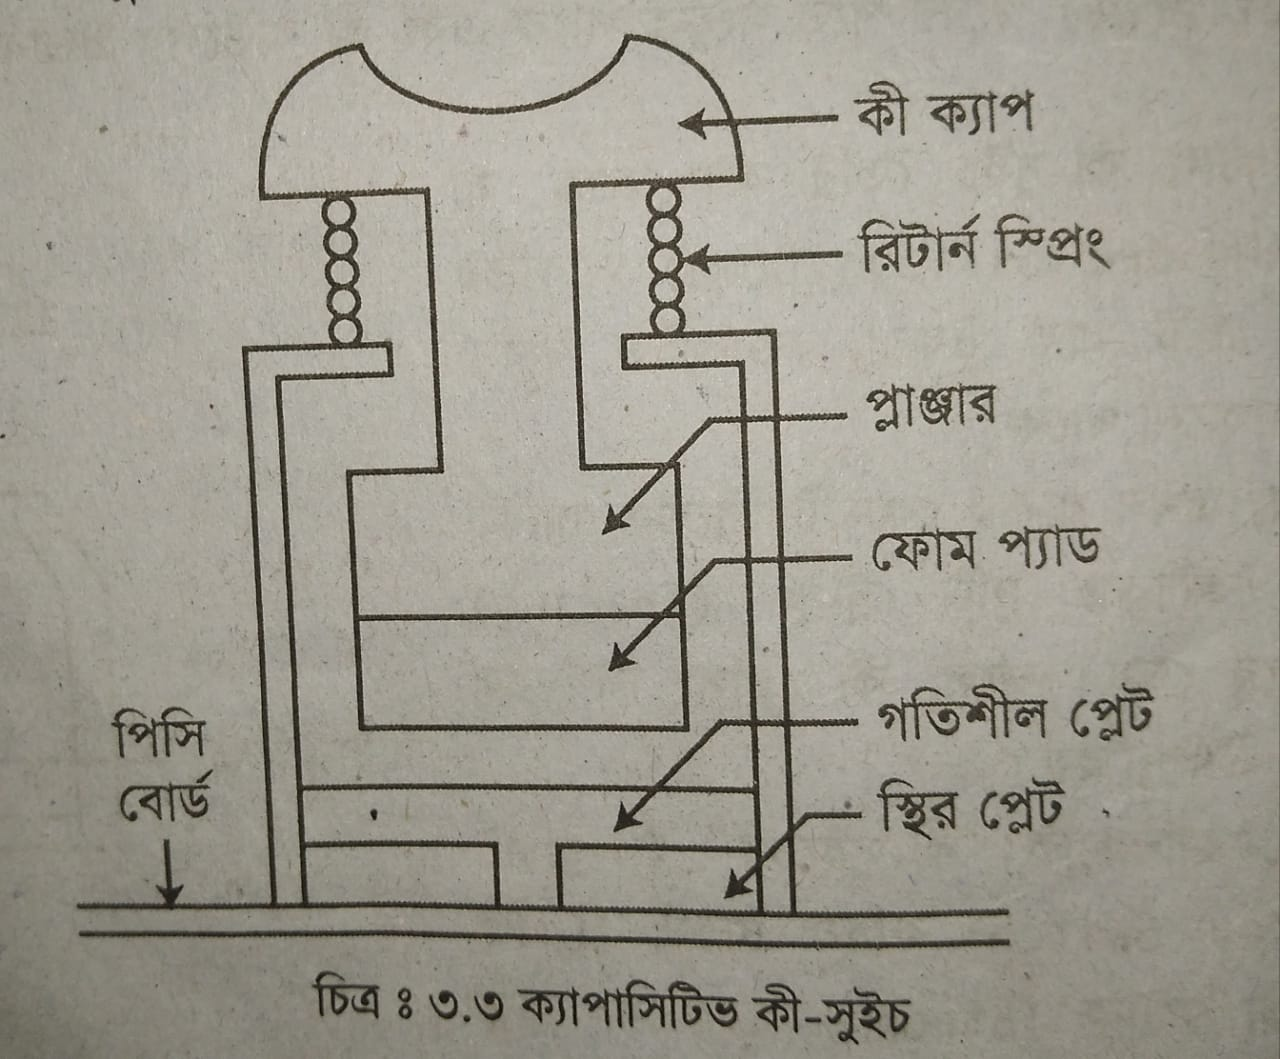 কী ক্যাপ
রিটার্ন স্প্রিং
প্লাঞ্জার
ফোম প্যাড
গতিশীল প্লেট
স্থির প্লেট
পিসি
বোর্ড
চিত্র ঃ ৩.৩ ক্যাপাসিটিভ কী-সুইচ